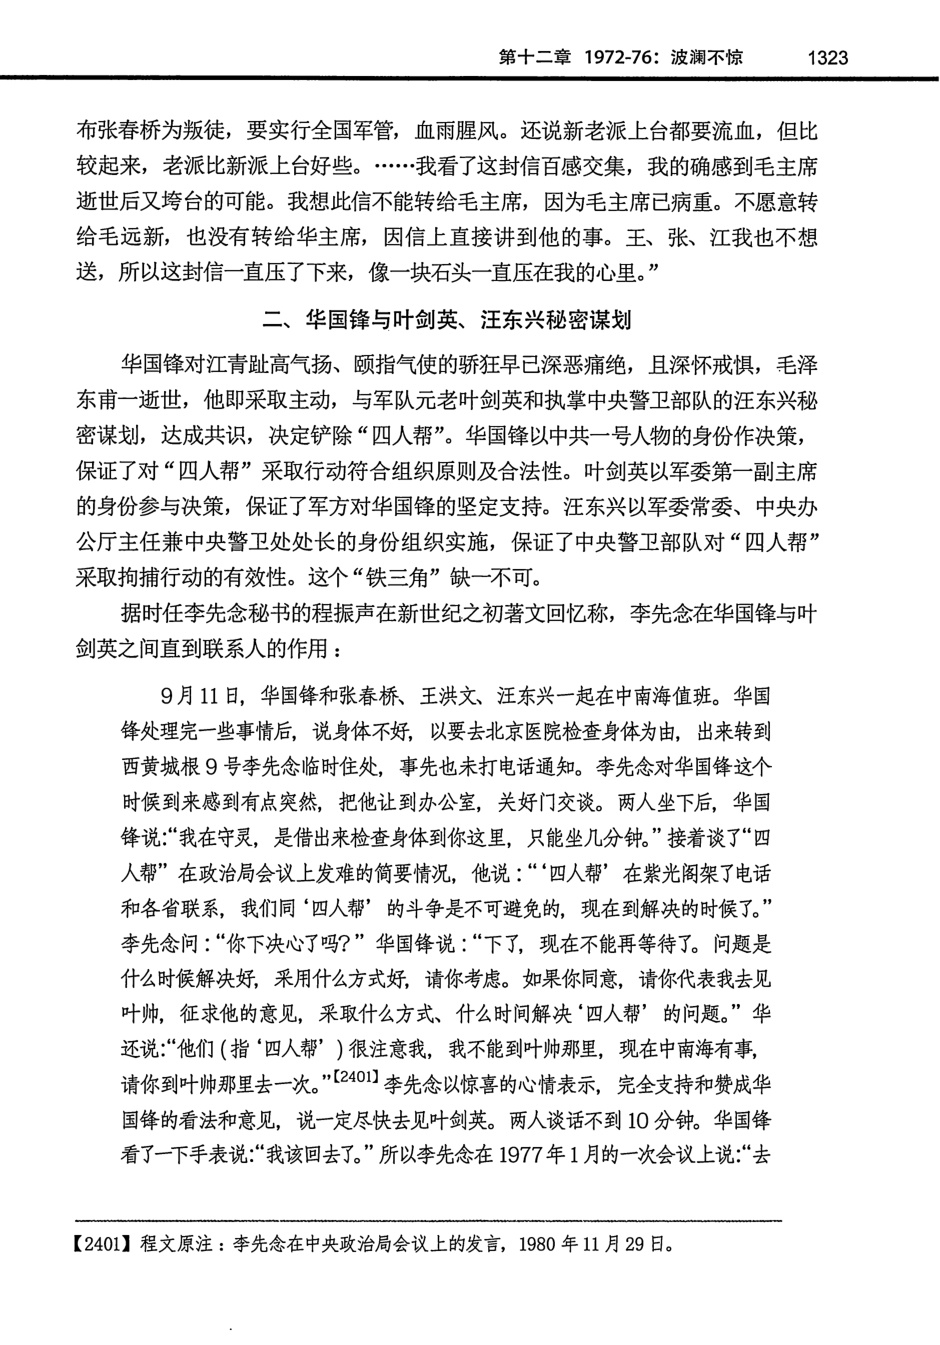 第十二章 1972-76：波澜不惊 1323
布张春桥为叛徒，要实行全国军管，血雨腥风。还说新老派上台都要流血，但比
较起来，老派比新派上台好些。……我看了这封信百感交集，我的确感到毛主席
逝世后又垮台的可能。我想此信不能转给毛主席，因为毛主席已病重。不愿意转
给毛远新，也没有转给华主席，因信上直接讲到他的事。王、张、江我也不想
送，所以这封信一直压了下来，像一块石头一直压在我的心里。”
二、华国锋与叶剑英、汪东兴秘密谋划
华国锋对江青趾高气扬、颐指气使的骄狂早已深恶痛绝，且深怀戒惧，毛泽
东甫一逝世，他即采取主动，与军队元老叶剑英和执掌中央警卫部队的汪东兴秘
密谋划，达成共识，决定铲除“四人帮”。华国锋以中共一号人物的身份作决策，
保证了对“四人帮”采取行动符合组织原则及合法性。叶剑英以军委第一副主席
的身份参与决策，保证了军方对华国锋的坚定支持。汪东兴以军委常委、中央办
公厅主任兼中央警卫处处长的身份组织实施，保证了中央警卫部队对“四人帮”
采取拘捕行动的有效性。这个“铁三角”缺一不可。
据时任李先念秘书的程振声在新世纪之初著文回忆称，李先念在华国锋与叶
剑英之间直到联系人的作用：
9月11日，华国锋和张春桥、王洪文、汪东兴一起在中南海值班。华国
锋处理完一些事情后，说身体不好，以要去北京医院检查身体为由，出来转到
西黄城根9号李先念临时住处，事先也未打电话通知。李先念对华国锋这个
时候到来感到有点突然，把他让到办公室，关好门交谈。两人坐下后，华国
锋说:“我在守灵，是借出来检查身体到你这里，只能坐几分钟。”接着谈了“四
人帮”在政治局会议上发难的简要情况，他说：“‘四人帮’在紫光阁架了电话
和各省联系，我们同‘四人帮’的斗争是不可避免的，现在到解决的时候了。”
李先念问：“你下决心了吗？”华国锋说：“下了，现在不能再等待了。问题是
什么时候解决好，采用什么方式好，请你考虑。如果你同意，请你代表我去见
叶帅，征求他的意见，采取什么方式、什么时间解决‘四人帮’的问题。”华
还说:“他们（指‘四人帮’）很注意我，我不能到叶帅那里，现在中南海有事，
请你到叶帅那里去一次。”【2401】李先念以惊喜的心情表示，完全支持和赞成华
国锋的看法和意见，说一定尽快去见叶剑英。两人谈话不到10分钟。华国锋
看了一下手表说:“我该回去了。”所以李先念在1977年1月的一次会议上说:“去
【2401】程文原注：李先念在中央政治局会议上的发言，1980年11月29日。